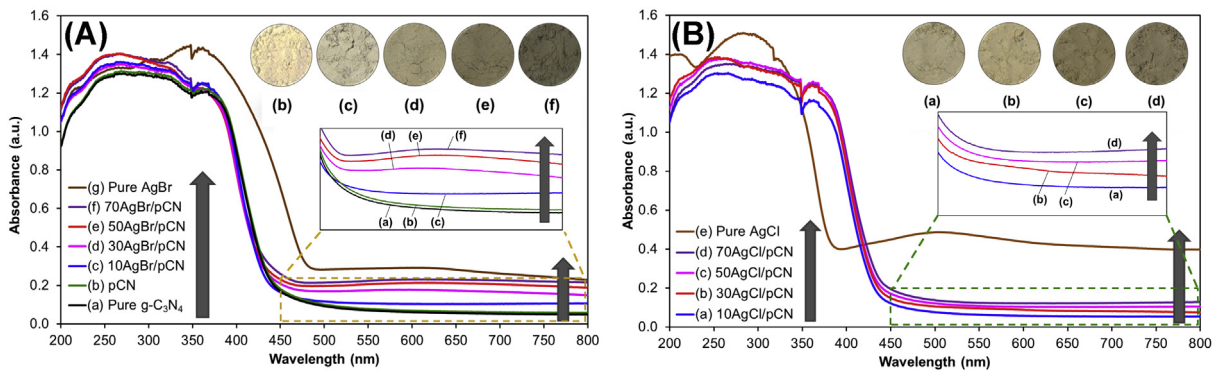 (A)
1.6
1.4
1.2
1.0
0.8
0.6
0.4
0.2
0.0
Absorbance (a.u.)
(b) (c) (d) (e) (f)
(d) (e) (f)
(a) (b) (c)
(g) Pure AgBr
(f) 70AgBr/pCN
(e) 50AgBr/pCN
(d) 30AgBr/pCN
(c) 10AgBr/pCN
(b) pCN
(a) Pure g-C₃N₄
200 250 300 350 400 450 500 550 600 650 700 750 800
Wavelength (nm)
(B)
1.6
1.4
1.2
1.0
0.8
0.6
0.4
0.2
0.0
Absorbance (a.u.)
(a) (b) (c) (d)
(d)
(b) (c) (a)
(e) Pure AgCl
(d) 70AgCl/pCN
(c) 50AgCl/pCN
(b) 30AgCl/pCN
(a) 10AgCl/pCN
200 250 300 350 400 450 500 550 600 650 700 750 800
Wavelength (nm)